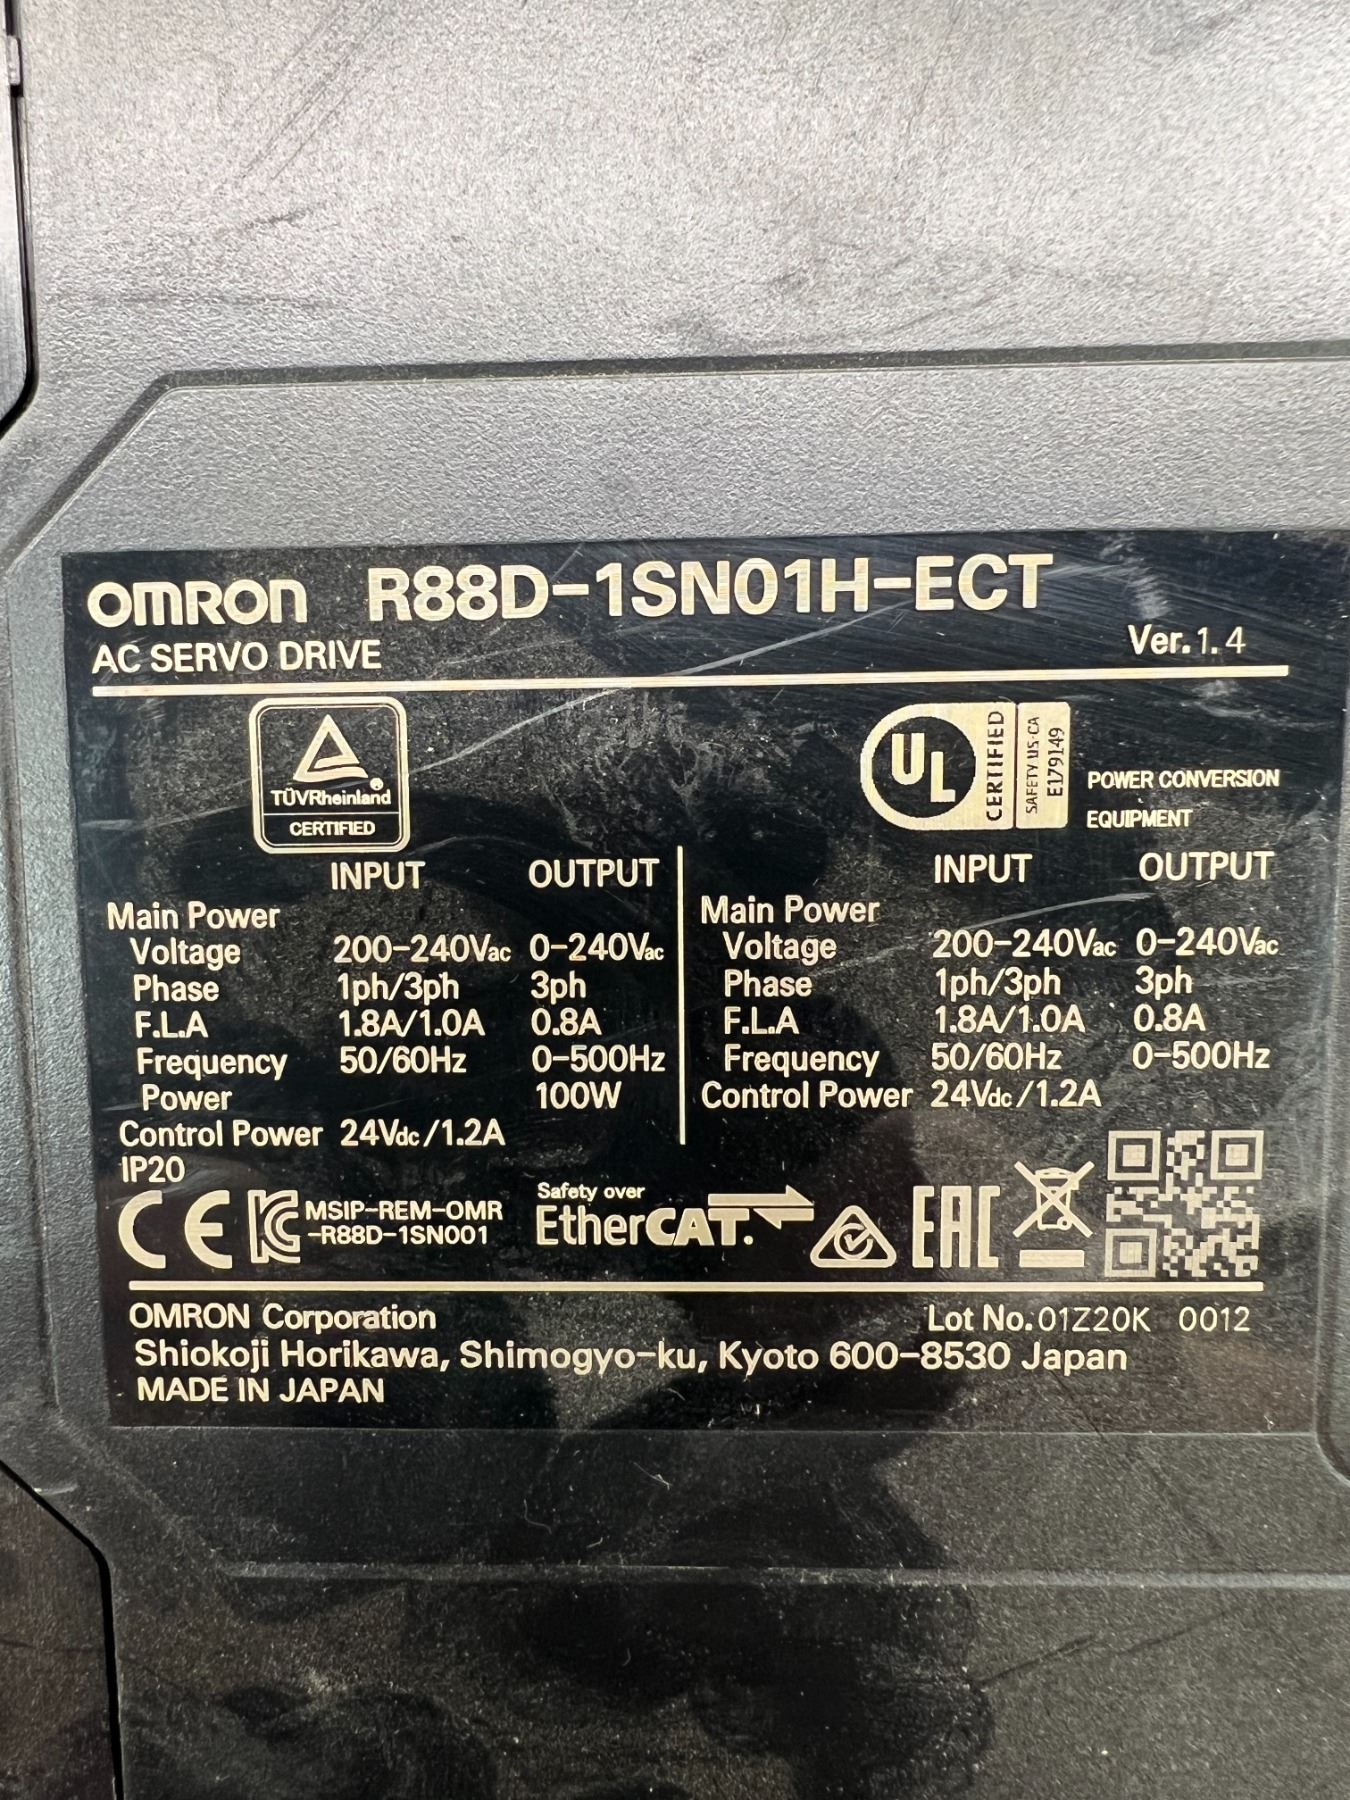 OMRON R88D-1SN01H-ECT
AC SERVO DRIVE
Ver.1.4
TÜVRheinland®
CERTIFIED
UL
CERTIFIED
SAFETY US-CA
E179149
POWER CONVERSION
EQUIPMENT
INPUT OUTPUT
Main Power
Voltage 200-240Vac 0-240Vac
Phase 1ph/3ph 3ph
F.L.A 1.8A/1.0A 0.8A
Frequency 50/60Hz 0-500Hz
Power 100W
Control Power 24Vdc/1.2A
IP20
INPUT OUTPUT
Main Power
Voltage 200-240Vac 0-240Vac
Phase 1ph/3ph 3ph
F.L.A 1.8A/1.0A 0.8A
Frequency 50/60Hz 0-500Hz
Control Power 24Vdc/1.2A
CE
MSIP-REM-OMR
-R88D-1SN001
Safety over
EtherCAT.
EAC
OMRON Corporation
Lot No.01Z20K 0012
Shiokoji Horikawa, Shimogyo-ku, Kyoto 600-8530 Japan
MADE IN JAPAN